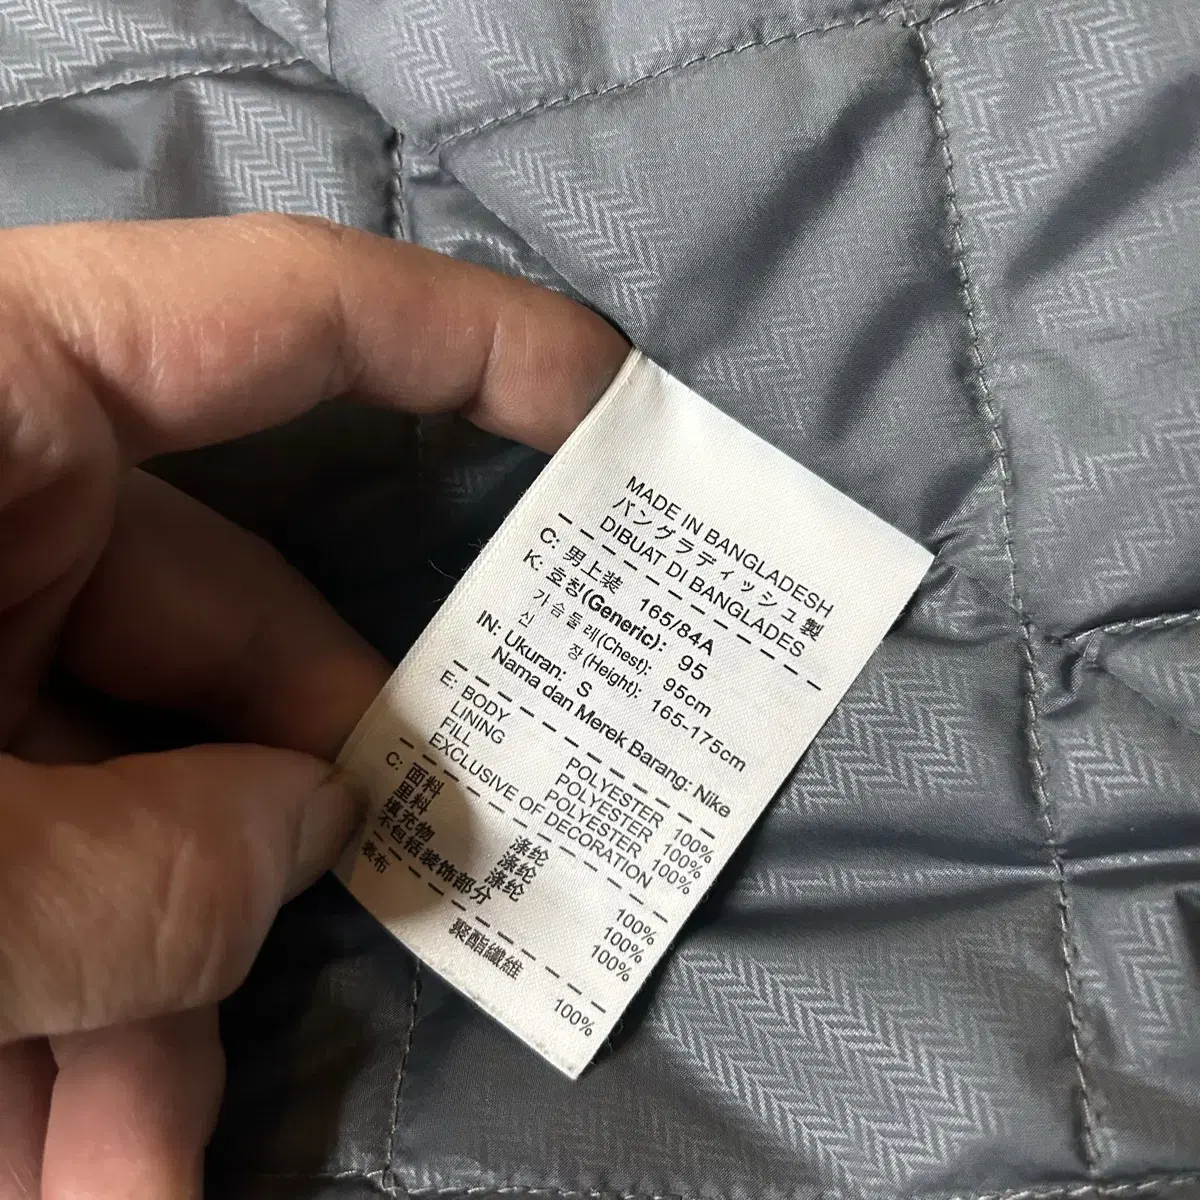 MADE IN BANGLADESH
バングラディッシュ製
DIBUAT DI BANGLADES
C: 男上装 165/84A
K: 호칭(Generic): 95
가슴둘레(Chest): 95cm
신 장(Height): 165-175cm
IN: Ukuran: S
Nama dan Merek Barang: Nike
E: BODY POLYESTER 100%
LINING POLYESTER 100%
FILL POLYESTER 100%
EXCLUSIVE OF DECORATION
C: 面料 涤纶 100%
里料 涤纶 100%
填充物 涤纶 100%
不包括装饰部分
表布 聚酯纖維 100%